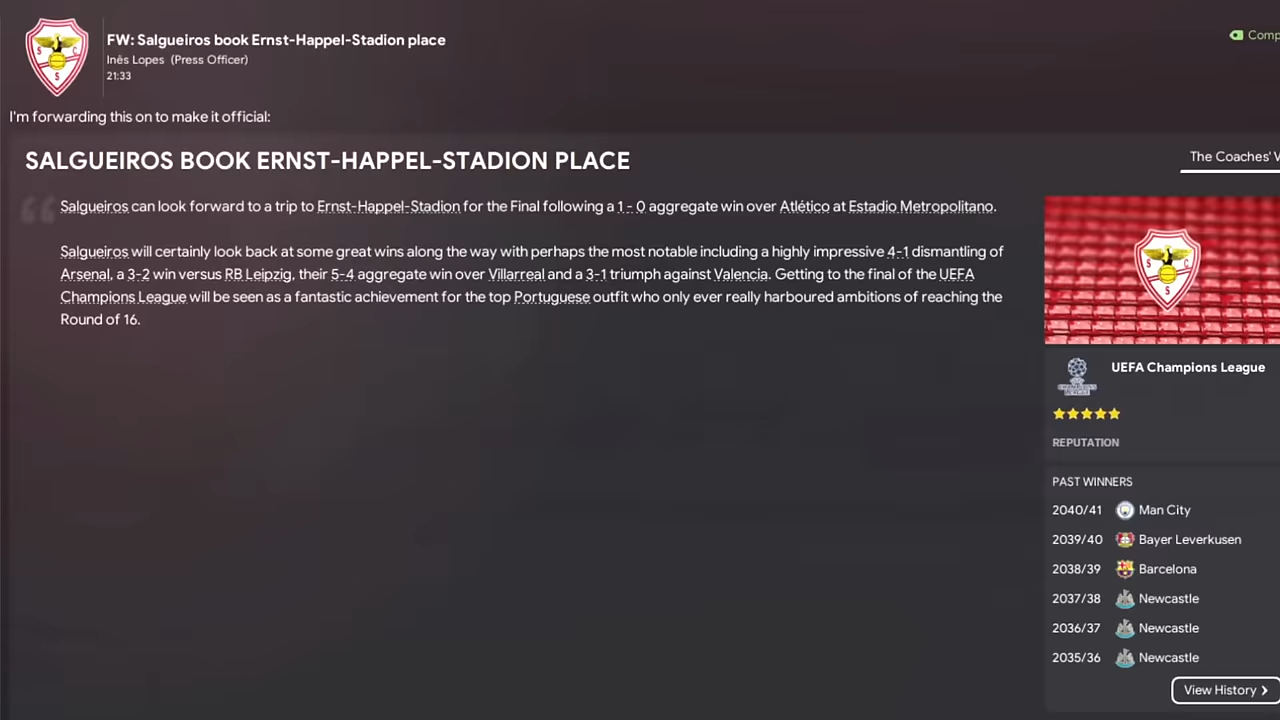 FW: Salgueiros book Ernst-Happel-Stadion place
Inês Lopes (Press Officer)
21:33
Comp
I'm forwarding this on to make it official:
SALGUEIROS BOOK ERNST-HAPPEL-STADION PLACE
The Coaches' V
Salgueiros can look forward to a trip to Ernst-Happel-Stadion for the Final following a 1 - 0 aggregate win over Atlético at Estadio Metropolitano.
Salgueiros will certainly look back at some great wins along the way with perhaps the most notable including a highly impressive 4-1 dismantling of
Arsenal, a 3-2 win versus RB Leipzig, their 5-4 aggregate win over Villarreal and a 3-1 triumph against Valencia. Getting to the final of the UEFA
Champions League will be seen as a fantastic achievement for the top Portuguese outfit who only ever really harboured ambitions of reaching the
Round of 16.
UEFA Champions League
REPUTATION
PAST WINNERS
2040/41 Man City
2039/40 Bayer Leverkusen
2038/39 Barcelona
2037/38 Newcastle
2036/37 Newcastle
2035/36 Newcastle
View History